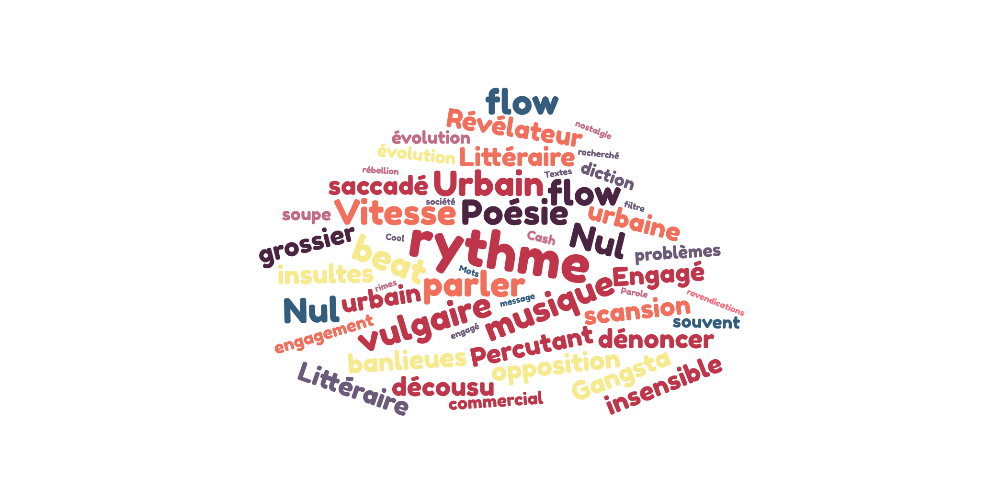 flow
Révélateur
nostalgie
évolution
évolution
Littéraire
recherché
rébellion
Textes
diction
saccadé
Urbain
flow
société
filtre
soupe
Vitesse
Poésie
urbaine
grossier
Cool
rythme
Cash
Nul
beat
problèmes
insultes
Mots
Engagé
rimes
parler
Parole
revendications
Nul
urbain
message
musique
scansion
souvent
engagement
vulgaire
engagé
Percutant
dénoncer
banlieues
opposition
Gangsta
insensible
Littéraire
décousu
commercial